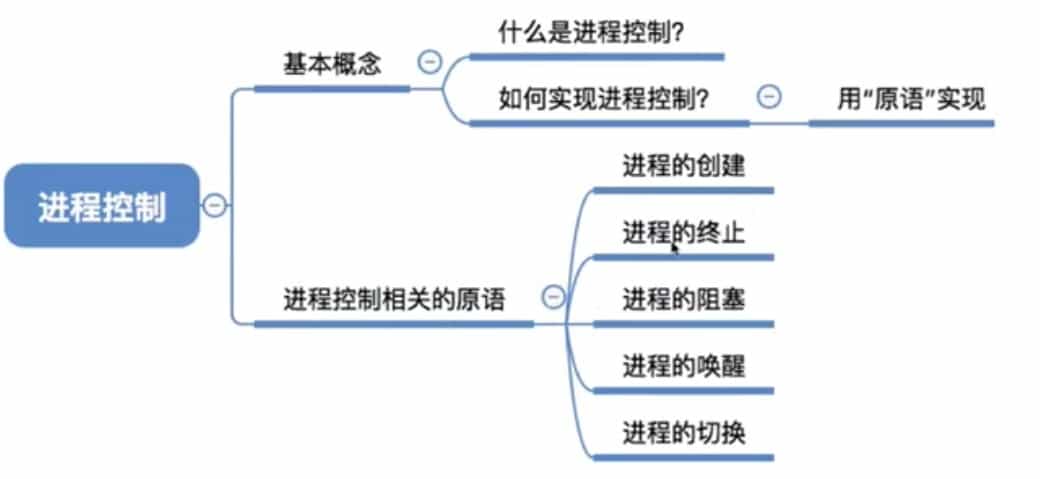 进程控制
基本概念
什么是进程控制？
如何实现进程控制？
用“原语”实现
进程控制相关的原语
进程的创建
进程的终止
进程的阻塞
进程的唤醒
进程的切换